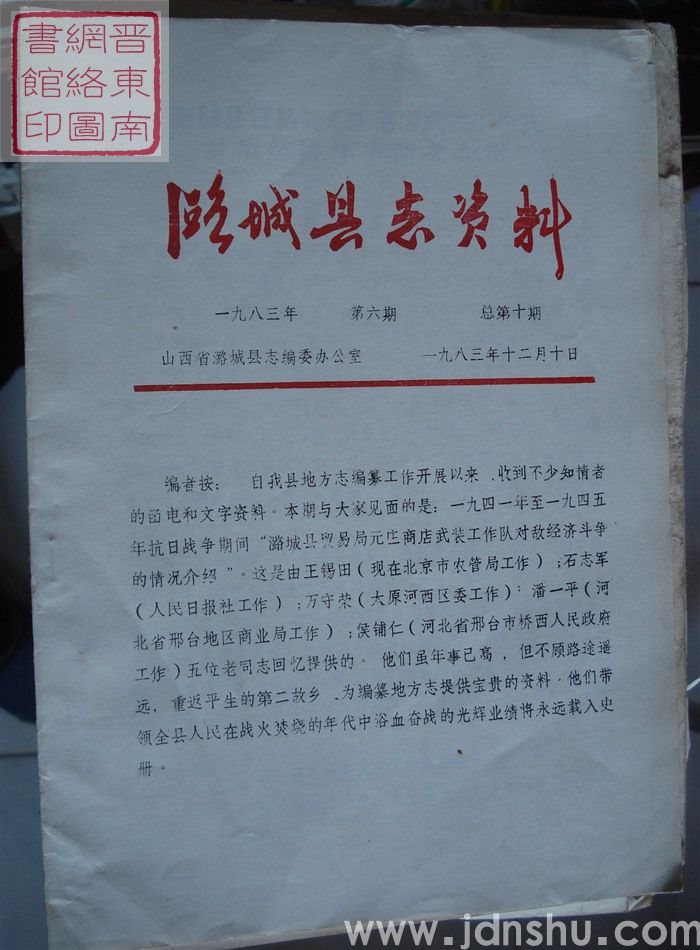 晋東南
網絡圖
書館印
潞城县志资料
一九八三年 第六期 总第十期
山西省潞城县志编委办公室 一九八三年十二月十日
编者按： 自我县地方志编纂工作开展以来、收到不少知情者
的函电和文字资料。本期与大家见面的是：一九四一年至一九四五
年抗日战争期间“潞城县贸易局元庄商店武装工作队对敌经济斗争
的情况介绍”。这是由王锡田（现在北京市农管局工作）；石志军
（人民日报社工作）；万守荣（太原河西区委工作）：潘一平（河
北省邢台地区商业局工作）；侯铺仁（河北省邢台市桥西人民政府
工作）五位老同志回忆提供的。他们虽年事已高，但不顾路途遥
远，重返平生的第二故乡、为编纂地方志提供宝贵的资料。他们带
领全县人民在战火焚烧的年代中浴血奋战的光辉业绩将永远载入史
册。
www.jdnshu.com